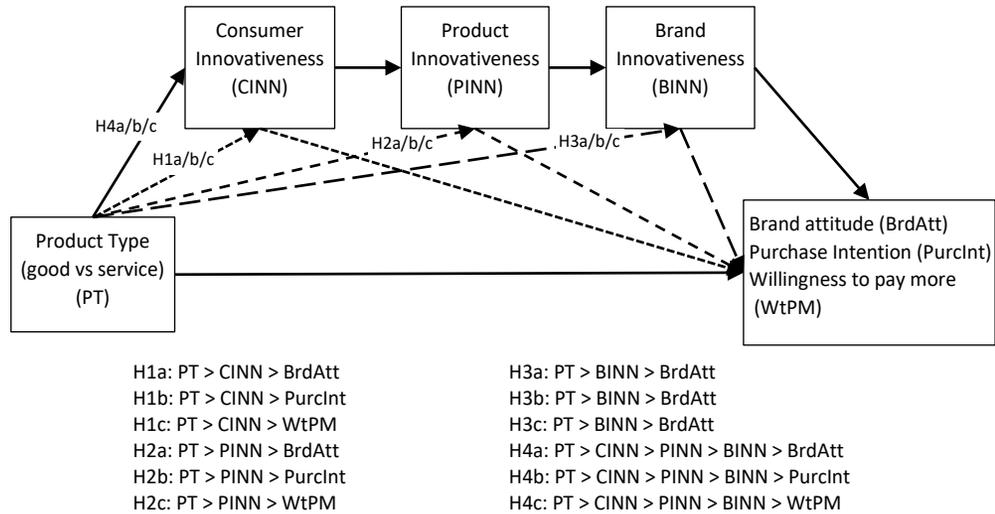 Consumer
Innovativeness
(CINN)
Product
Innovativeness
(PINN)
Brand
Innovativeness
(BINN)
H4a/b/c
H1a/b/c
H2a/b/c
H3a/b/c
Product Type
(good vs service)
(PT)
Brand attitude (BrdAtt)
Purchase Intention (PurcInt)
Willingness to pay more
(WtPM)
H1a: PT > CINN > BrdAtt
H1b: PT > CINN > PurcInt
H1c: PT > CINN > WtPM
H2a: PT > PINN > BrdAtt
H2b: PT > PINN > PurcInt
H2c: PT > PINN > WtPM
H3a: PT > BINN > BrdAtt
H3b: PT > BINN > BrdAtt
H3c: PT > BINN > BrdAtt
H4a: PT > CINN > PINN > BINN > BrdAtt
H4b: PT > CINN > PINN > BINN > PurcInt
H4c: PT > CINN > PINN > BINN > WtPM